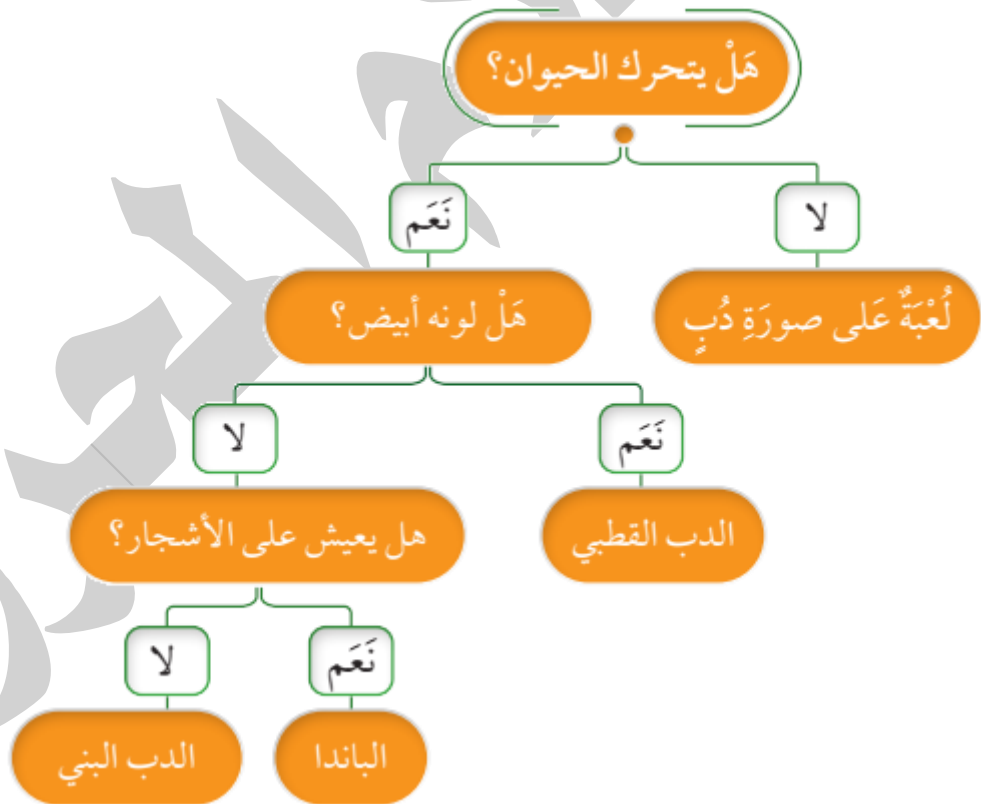 هَلْ يتحرك الحيوان؟
لا
نَعَم
لُعْبَةٌ عَلى صورَةِ دُبٍ
هَلْ لونه أبيض؟
نَعَم
لا
الدب القطبي
هل يعيش على الأشجار؟
نَعَم
لا
الباندا
الدب البني